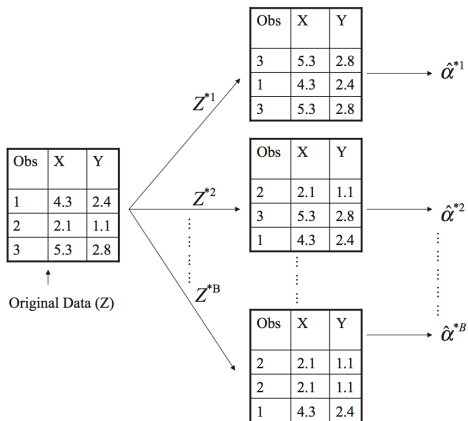 Obs X Y
3 5.3 2.8
1 4.3 2.4
3 5.3 2.8
Z*1
α̂*1
Obs X Y
1 4.3 2.4
2 2.1 1.1
3 5.3 2.8
Original Data (Z)
Z*2
Obs X Y
2 2.1 1.1
3 5.3 2.8
1 4.3 2.4
α̂*2
Z*B
Obs X Y
2 2.1 1.1
2 2.1 1.1
1 4.3 2.4
α̂*B